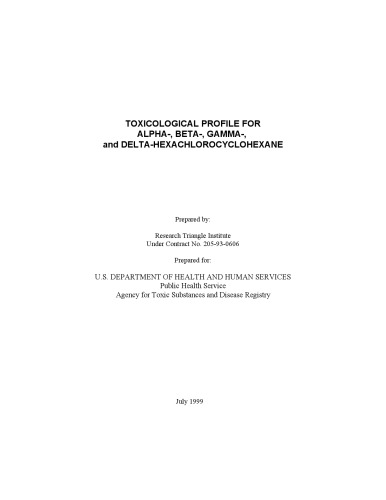 TOXICOLOGICAL PROFILE FOR
ALPHA-, BETA-, GAMMA-,
and DELTA-HEXACHLOROCYCLOHEXANE
Prepared by:
Research Triangle Institute
Under Contract No. 205-93-0606
Prepared for:
U.S. DEPARTMENT OF HEALTH AND HUMAN SERVICES
Public Health Service
Agency for Toxic Substances and Disease Registry
July 1999